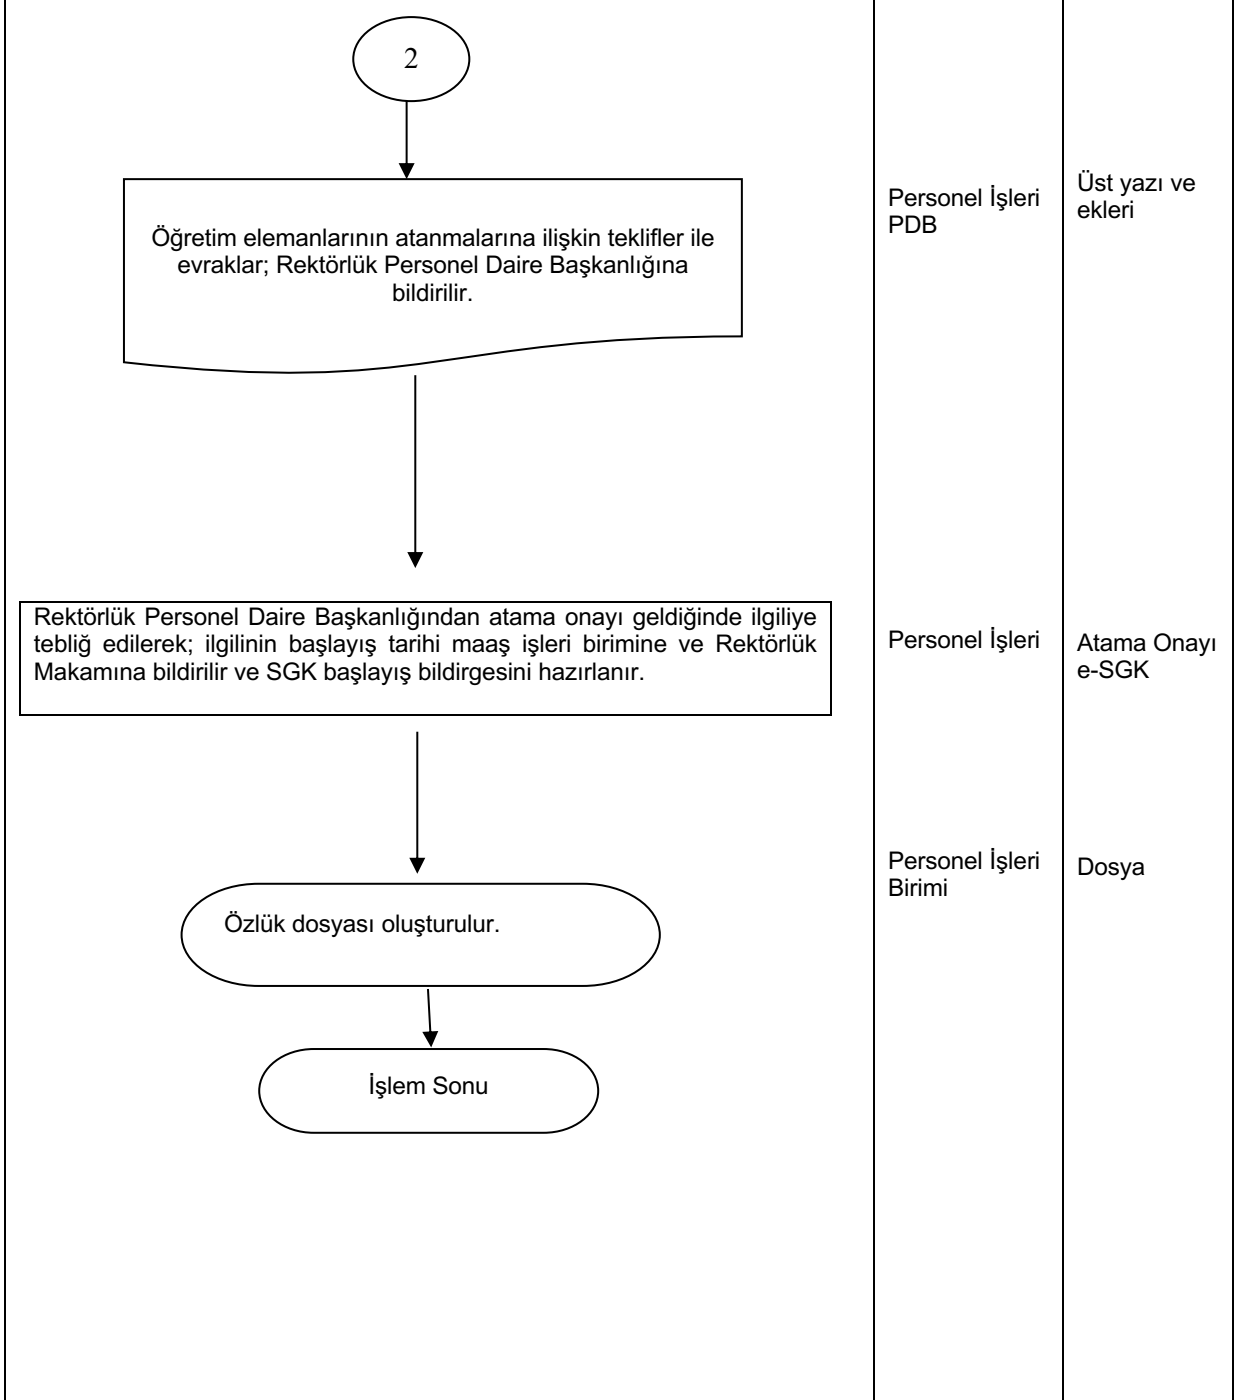 2
Öğretim elemanlarının atanmalarına ilişkin teklifler ile
evraklar; Rektörlük Personel Daire Başkanlığına
bildirilir.
Personel İşleri
PDB
Üst yazı ve
ekleri
Rektörlük Personel Daire Başkanlığından atama onayı geldiğinde ilgiliye
tebliğ edilerek; ilgilinin başlayış tarihi maaş işleri birimine ve Rektörlük
Makamına bildirilir ve SGK başlayış bildirgesini hazırlanır.
Personel İşleri
Atama Onayı
e-SGK
Özlük dosyası oluşturulur.
Personel İşleri
Birimi
Dosya
İşlem Sonu